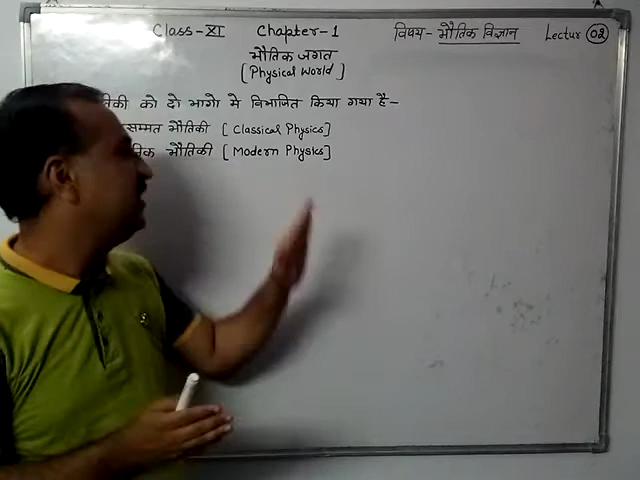 Class-XI Chapter-1 विषय- भौतिक विज्ञान Lectur 02
भौतिक जगत
[Physical World]
को दो भागो मे विभाजित किया गया है-
सम्मत भौतिकी [Classical Physics]
भौतिकी [Modern Physics]